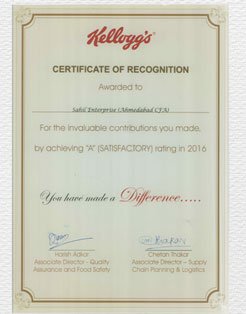 Kellogg's
CERTIFICATE OF RECOGNITION
Awarded to
Sahil Enterprise (Ahmedabad CFA)
For the invaluable contributions you made,
by achieving "A" (SATISFACTORY) rating in 2016
You have made a Difference.....
Harish Adkar
Associate Director - Quality
Assurance and Food Safety
Chetan Thakar
Associate Director – Supply
Chain Planning & Logistics